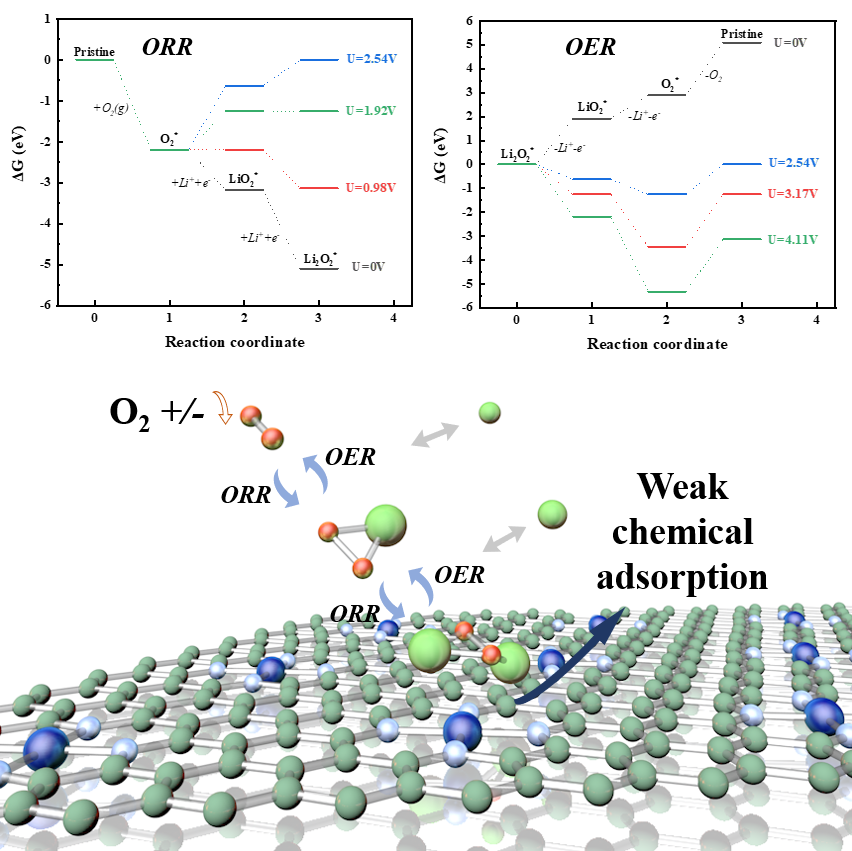 ORR
1
0
-1
-2
-3
-4
-5
-6
ΔG (eV)
Pristine
+O₂(g)
O₂*
+Li⁺+e⁻
LiO₂*
+Li⁺+e⁻
Li₂O₂*
U=2.54V
U=1.92V
U=0.98V
U=0V
0 1 2 3 4
Reaction coordinate
OER
6
5
4
3
2
1
0
-1
-2
-3
-4
-5
-6
ΔG (eV)
Li₂O₂*
-Li⁺-e⁻
LiO₂*
-Li⁺-e⁻
O₂*
-O₂
Pristine
U=0V
U=2.54V
U=3.17V
U=4.11V
0 1 2 3 4
Reaction coordinate
O₂ +/-
OER
ORR
Weak
chemical
adsorption
OER
ORR